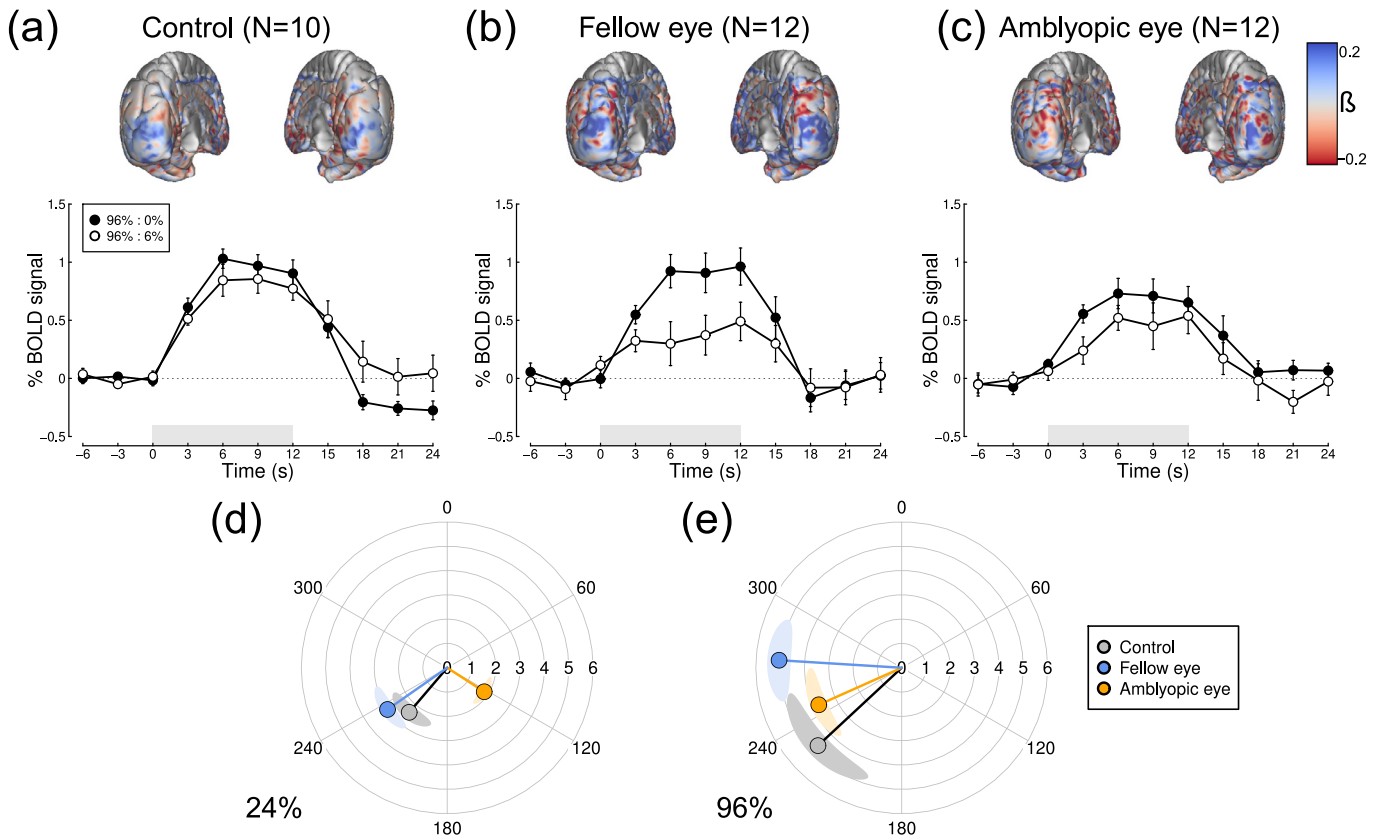 (a) Control (N=10)
(b) Fellow eye (N=12)
(c) Amblyopic eye (N=12)
0.2
ß
−0.2
% BOLD signal
1.5
1
0.5
0
−0.5
96% : 0%
96% : 6%
−6 −3 0 3 6 9 12 15 18 21 24
Time (s)
% BOLD signal
1.5
1
0.5
0
−0.5
−6 −3 0 3 6 9 12 15 18 21 24
Time (s)
% BOLD signal
1.5
1
0.5
0
−0.5
−6 −3 0 3 6 9 12 15 18 21 24
Time (s)
(d)
0
300 60
0 1 2 3 4 5 6
240 120
180
24%
(e)
0
300 60
0 1 2 3 4 5 6
240 120
180
96%
Control
Fellow eye
Amblyopic eye